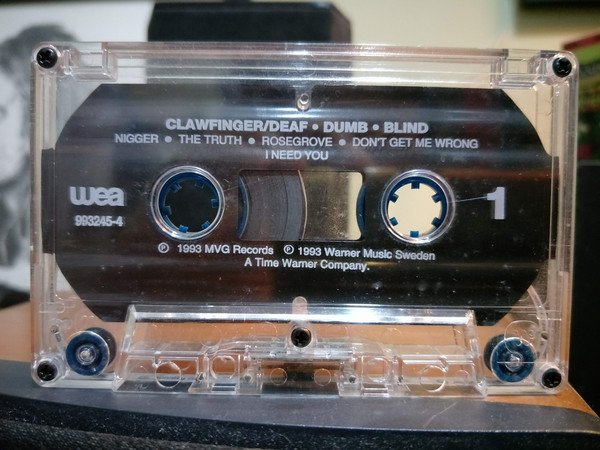 CLAWFINGER/DEAF • DUMB • BLIND
NIGGER • THE TRUTH • ROSEGROVE • DON'T GET ME WRONG
I NEED YOU
wea
993245-4
1
℗ 1993 MVG Records ℗ 1993 Warner Music Sweden
A Time Warner Company.